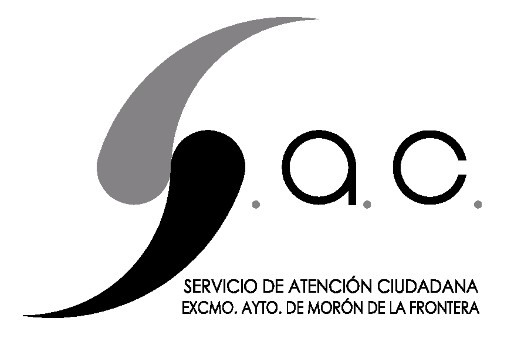 s.a.c.
SERVICIO DE ATENCIÓN CIUDADANA
EXCMO. AYTO. DE MORÓN DE LA FRONTERA